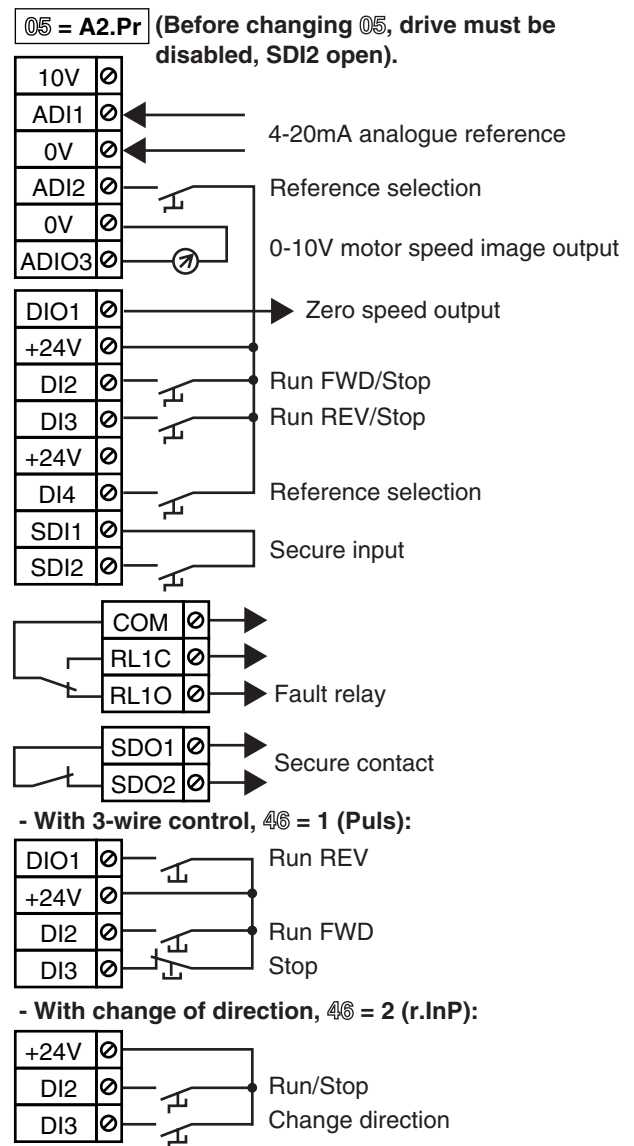 05 = A2.Pr (Before changing 05, drive must be
disabled, SDI2 open).
10V
ADI1
4-20mA analogue reference
0V
ADI2 Reference selection
0V
0-10V motor speed image output
ADIO3
DIO1 Zero speed output
+24V
DI2 Run FWD/Stop
DI3 Run REV/Stop
+24V
DI4 Reference selection
SDI1
Secure input
SDI2
COM
RL1C
RL1O Fault relay
SDO1
Secure contact
SDO2
- With 3-wire control, 46 = 1 (Puls):
DIO1 Run REV
+24V
DI2 Run FWD
DI3 Stop
- With change of direction, 46 = 2 (r.InP):
+24V
DI2 Run/Stop
DI3 Change direction